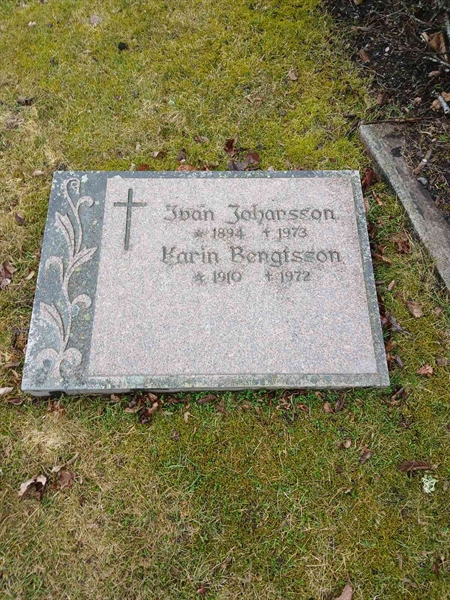 Ivan Johansson
* 1894 † 1973
Karin Bengtsson
* 1910 † 1972